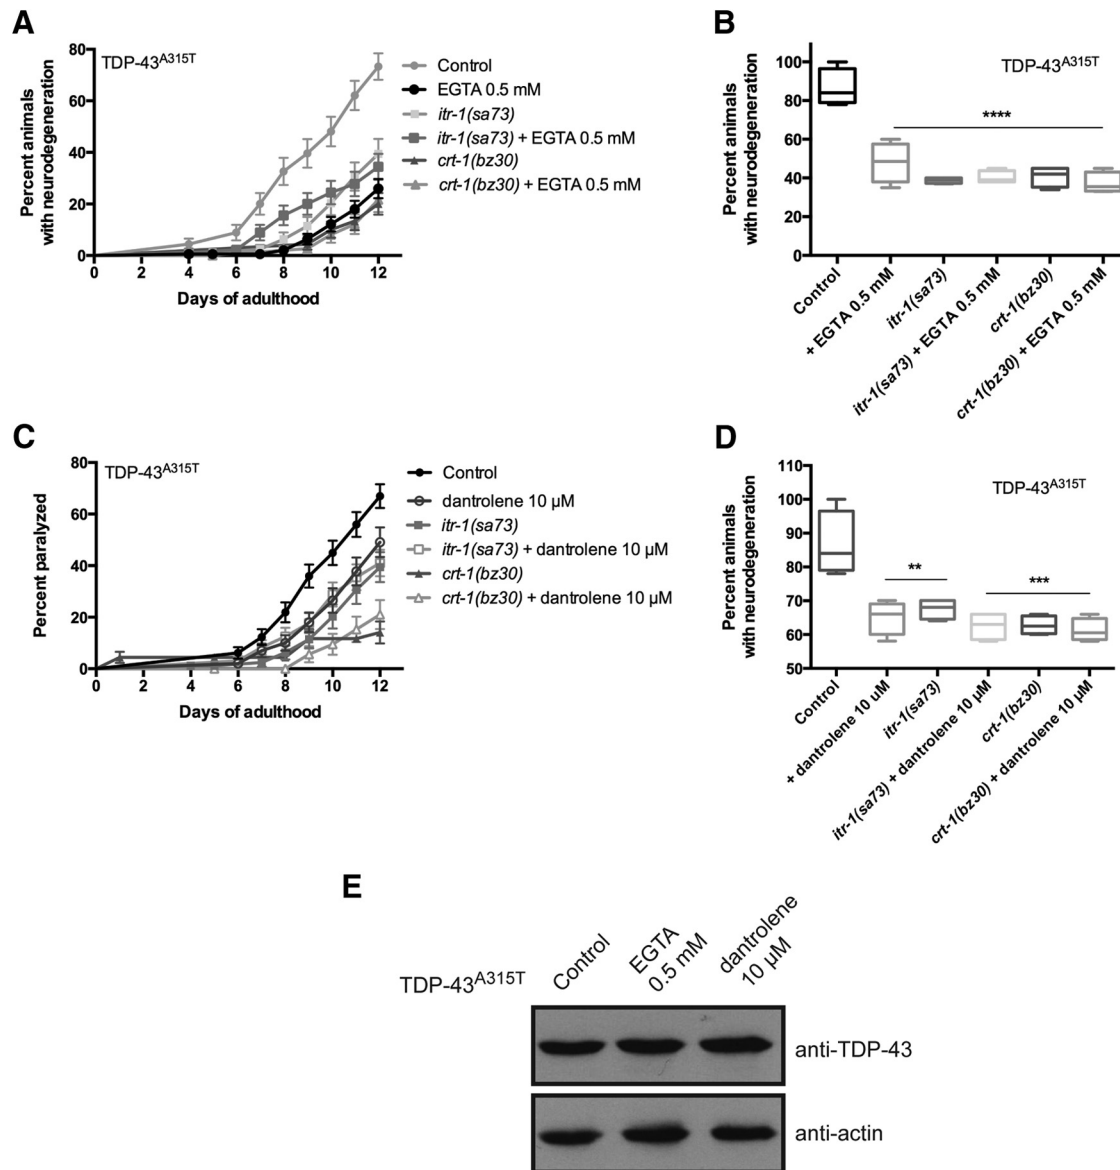 A
TDP-43A315T
Percent animals
with neurodegeneration
80
60
40
20
0
0 2 4 6 8 10 12
Days of adulthood
Control
EGTA 0.5 mM
itr-1(sa73)
itr-1(sa73) + EGTA 0.5 mM
crt-1(bz30)
crt-1(bz30) + EGTA 0.5 mM
B
TDP-43A315T
Percent animals
with neurodegeneration
100
80
60
40
20
0
****
Control
+ EGTA 0.5 mM
itr-1(sa73)
itr-1(sa73) + EGTA 0.5 mM
crt-1(bz30)
crt-1(bz30) + EGTA 0.5 mM
C
TDP-43A315T
Percent paralyzed
80
60
40
20
0
0 2 4 6 8 10 12
Days of adulthood
Control
dantrolene 10 µM
itr-1(sa73)
itr-1(sa73) + dantrolene 10 µM
crt-1(bz30)
crt-1(bz30) + dantrolene 10 µM
D
TDP-43A315T
Percent animals
with neurodegeneration
110
100
90
80
70
60
50
**
***
Control
+ dantrolene 10 uM
itr-1(sa73)
itr-1(sa73) + dantrolene 10 µM
crt-1(bz30)
crt-1(bz30) + dantrolene 10 µM
E
TDP-43A315T
Control
EGTA
0.5 mM
dantrolene
10 µM
anti-TDP-43
anti-actin